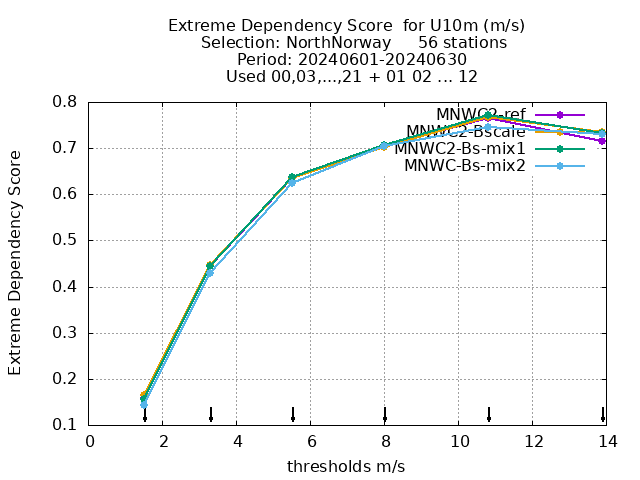 Extreme Dependency Score  for U10m (m/s)
Selection: NorthNorway     56 stations
Period: 20240601-20240630
Used 00,03,...,21 + 01 02 ... 12
MNWC2-ref
MNWC2-Bscale
MNWC2-Bs-mix1
MNWC-Bs-mix2
Extreme Dependency Score
0.8
0.7
0.6
0.5
0.4
0.3
0.2
0.1
0 2 4 6 8 10 12 14
thresholds m/s